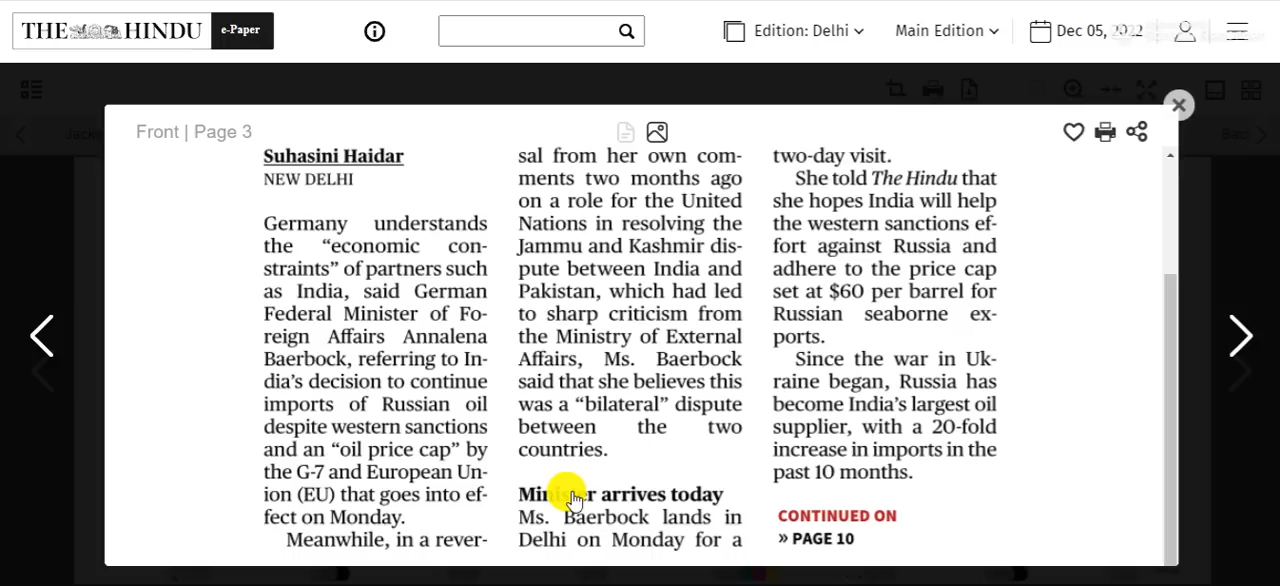 THE HINDU e-Paper
Edition: Delhi
Main Edition
Dec 05, 2022
Front | Page 3
Suhasini Haidar
NEW DELHI
Germany understands
the “economic con-
straints” of partners such
as India, said German
Federal Minister of Fo-
reign Affairs Annalena
Baerbock, referring to In-
dia’s decision to continue
imports of Russian oil
despite western sanctions
and an “oil price cap” by
the G-7 and European Un-
ion (EU) that goes into ef-
fect on Monday.
Meanwhile, in a rever-
sal from her own com-
ments two months ago
on a role for the United
Nations in resolving the
Jammu and Kashmir dis-
pute between India and
Pakistan, which had led
to sharp criticism from
the Ministry of External
Affairs, Ms. Baerbock
said that she believes this
was a “bilateral” dispute
between the two
countries.
Minister arrives today
Ms. Baerbock lands in
Delhi on Monday for a
two-day visit.
She told The Hindu that
she hopes India will help
the western sanctions ef-
fort against Russia and
adhere to the price cap
set at $60 per barrel for
Russian seaborne ex-
ports.
Since the war in Uk-
raine began, Russia has
become India’s largest oil
supplier, with a 20-fold
increase in imports in the
past 10 months.
CONTINUED ON
» PAGE 10